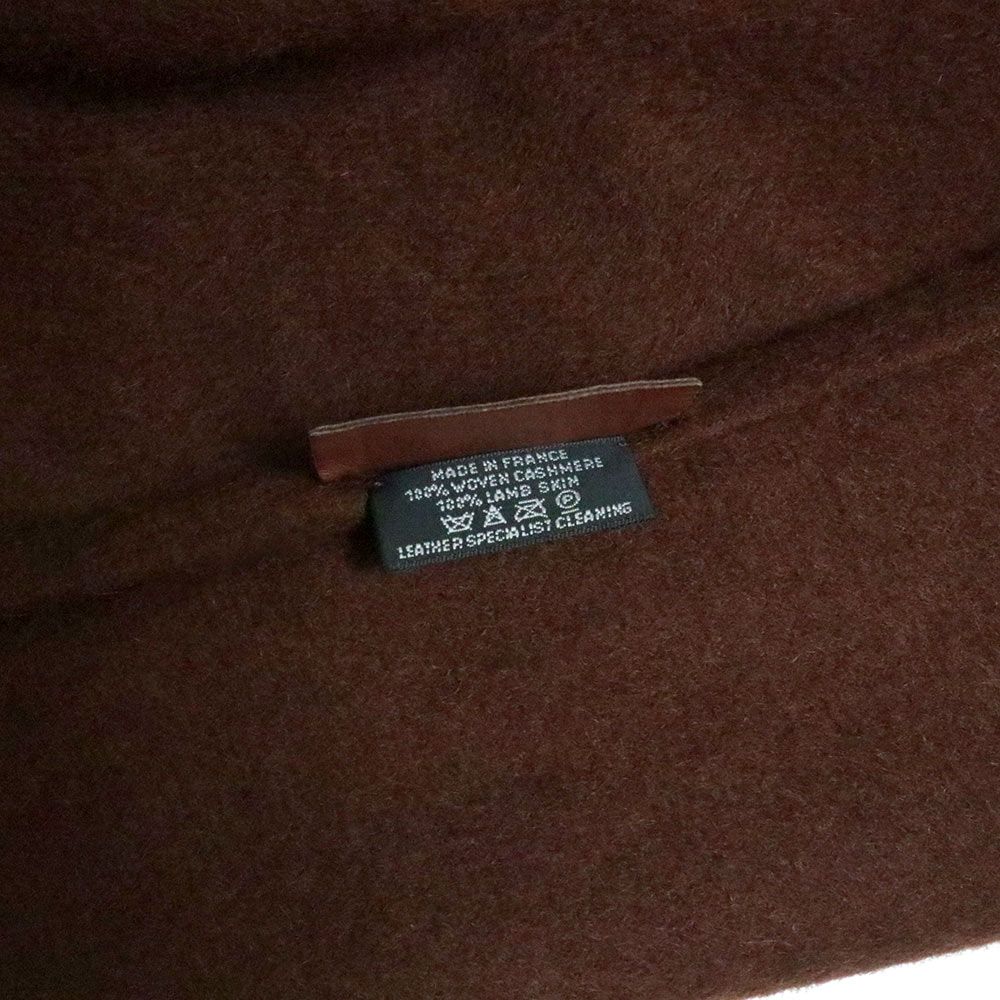 MADE IN FRANCE
100% WOVEN CASHMERE
100% LAMB SKIN
P
LEATHER SPECIALIST CLEANING